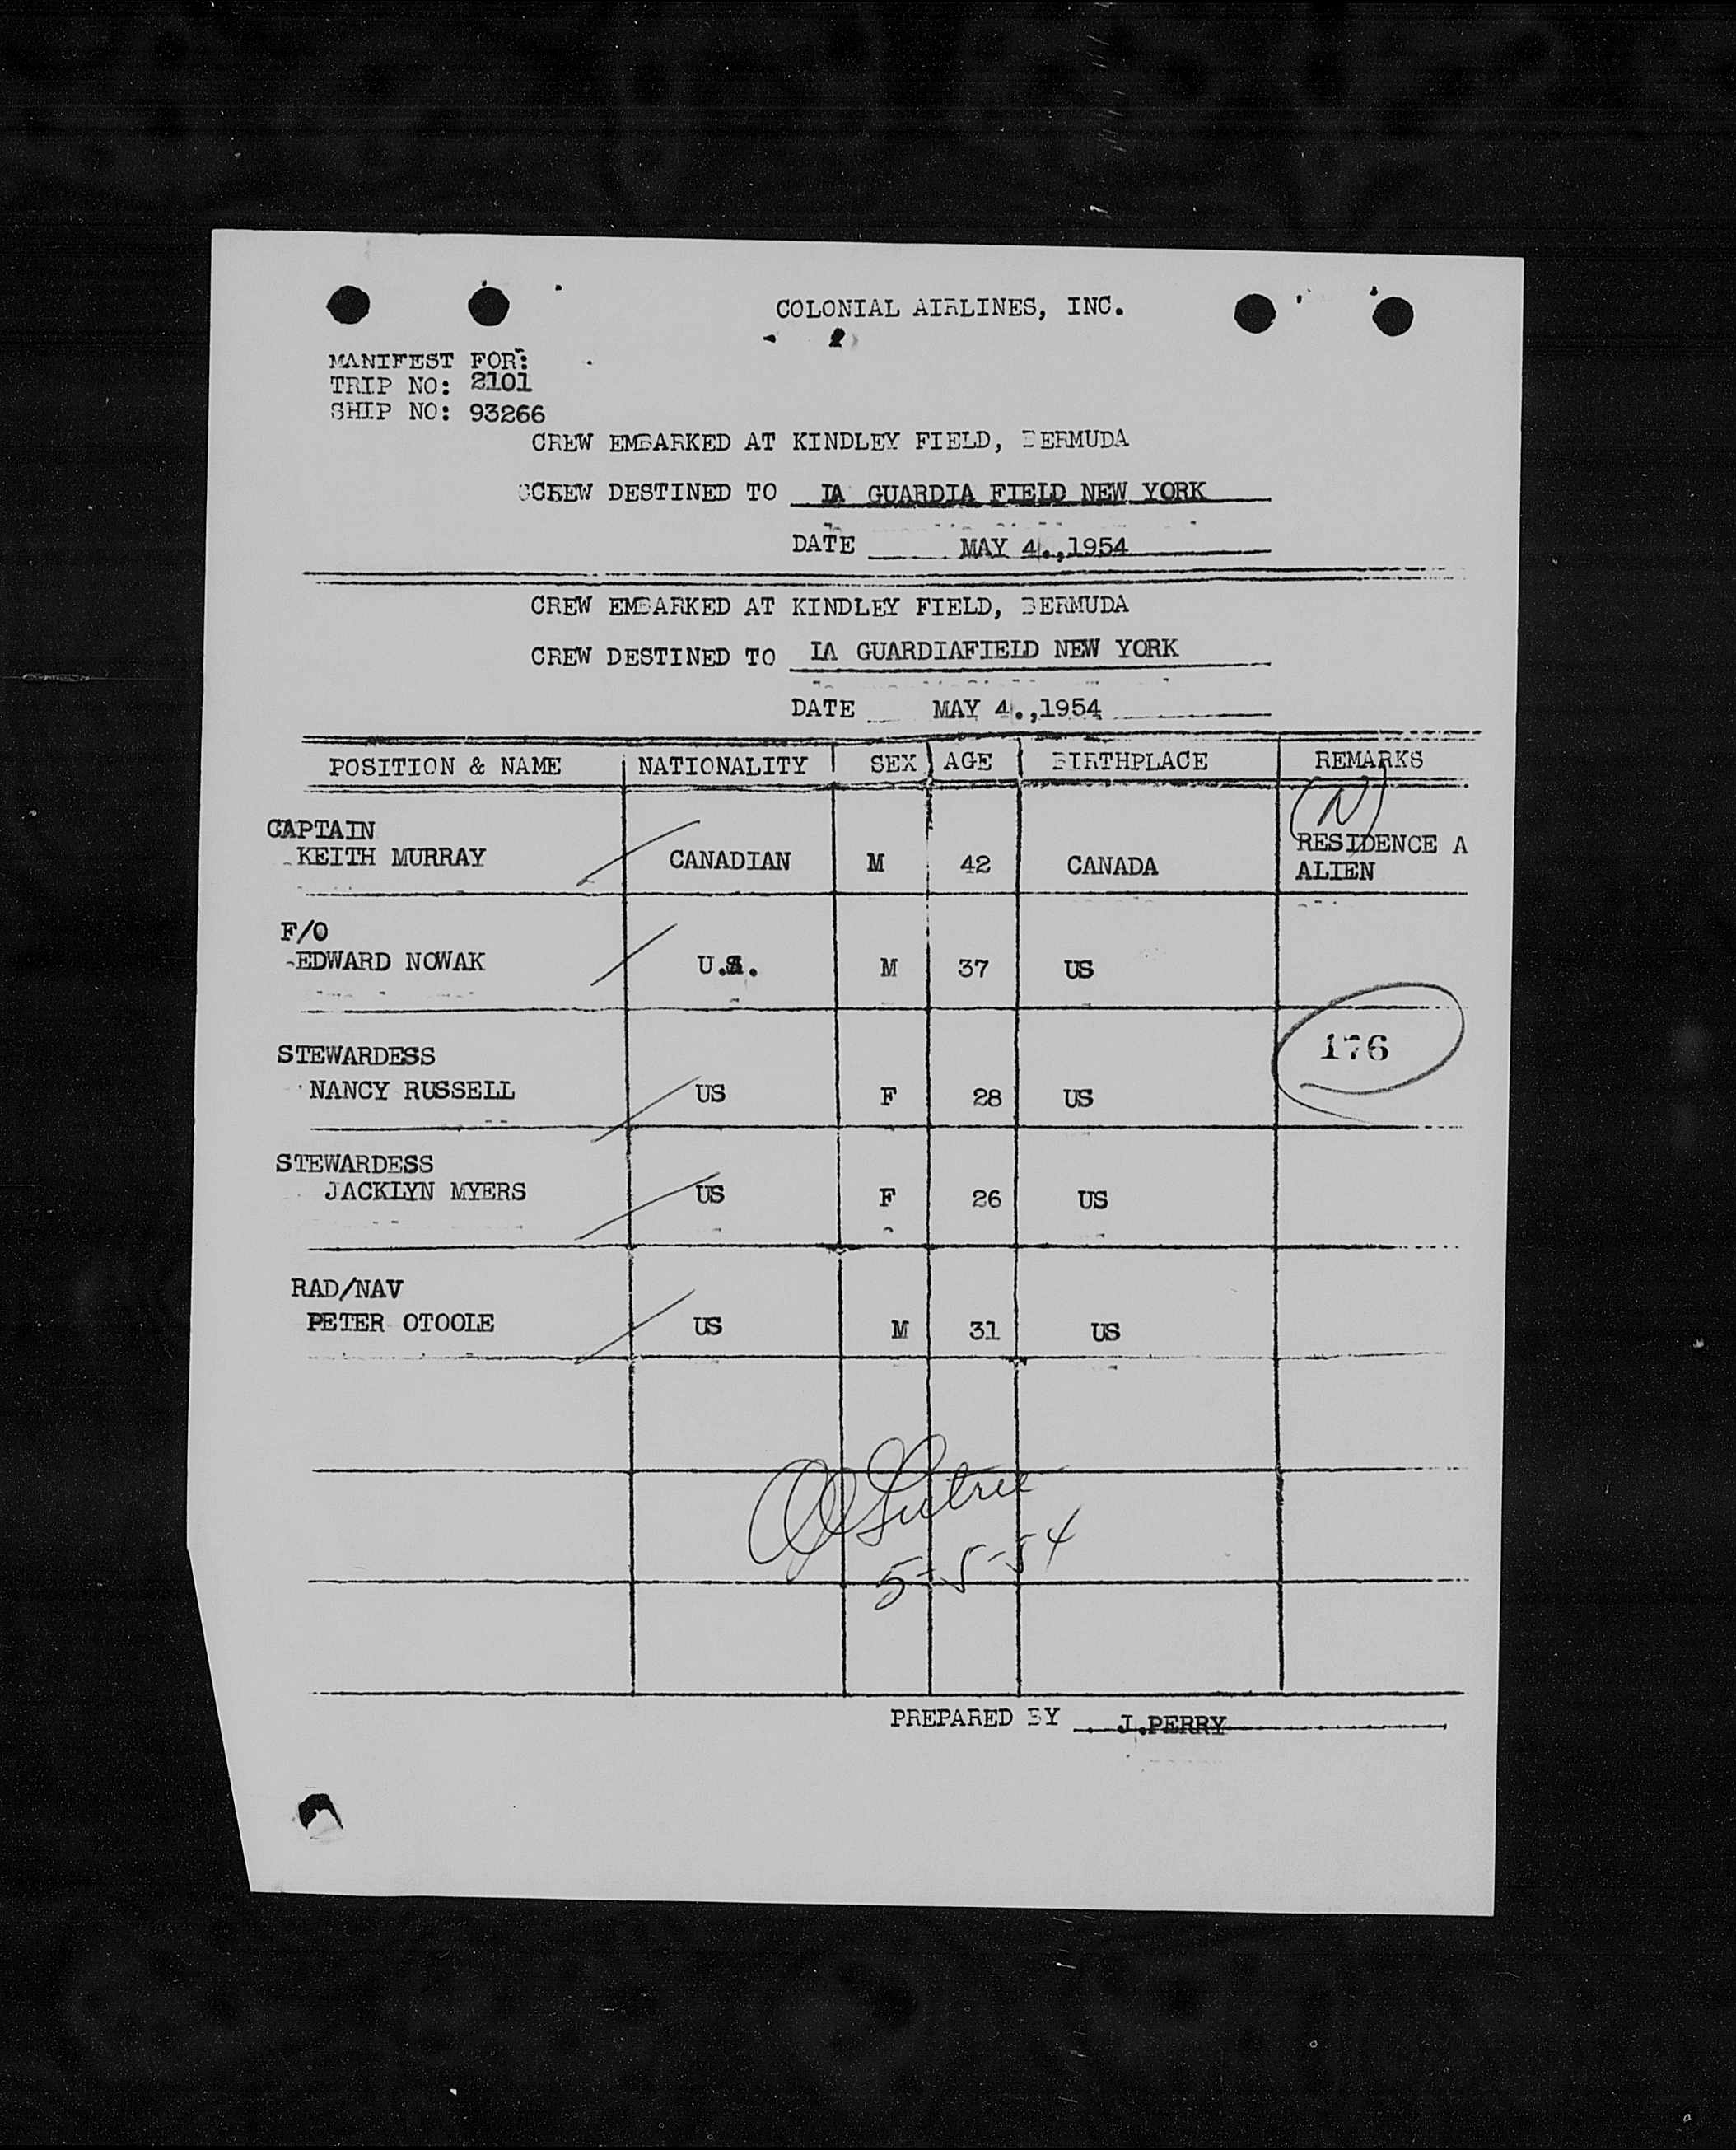 COLONIAL AIRLINES, INC.
MANIFEST FOR:
TRIP NO: 2101
SHIP NO: 93266
CREW EMBARKED AT KINDLEY FIELD, BERMUDA
CREW DESTINED TO LA GUARDIA FIELD NEW YORK
DATE MAY 4.,1954
CREW EMBARKED AT KINDLEY FIELD, BERMUDA
CREW DESTINED TO LA GUARDIAFIELD NEW YORK
DATE MAY 4.,1954
POSITION & NAME NATIONALITY SEX AGE BIRTHPLACE REMARKS
(N)
CAPTAIN RESIDENCE A
KEITH MURRAY CANADIAN M 42 CANADA ALIEN
F/O
EDWARD NOWAK U.S. M 37 US
176
STEWARDESS
NANCY RUSSELL US F 28 US
STEWARDESS
JACKLYN MYERS US F 26 US
RAD/NAV
PETER OTOOLE US M 31 US
5-5-54
PREPARED BY J.PERRY